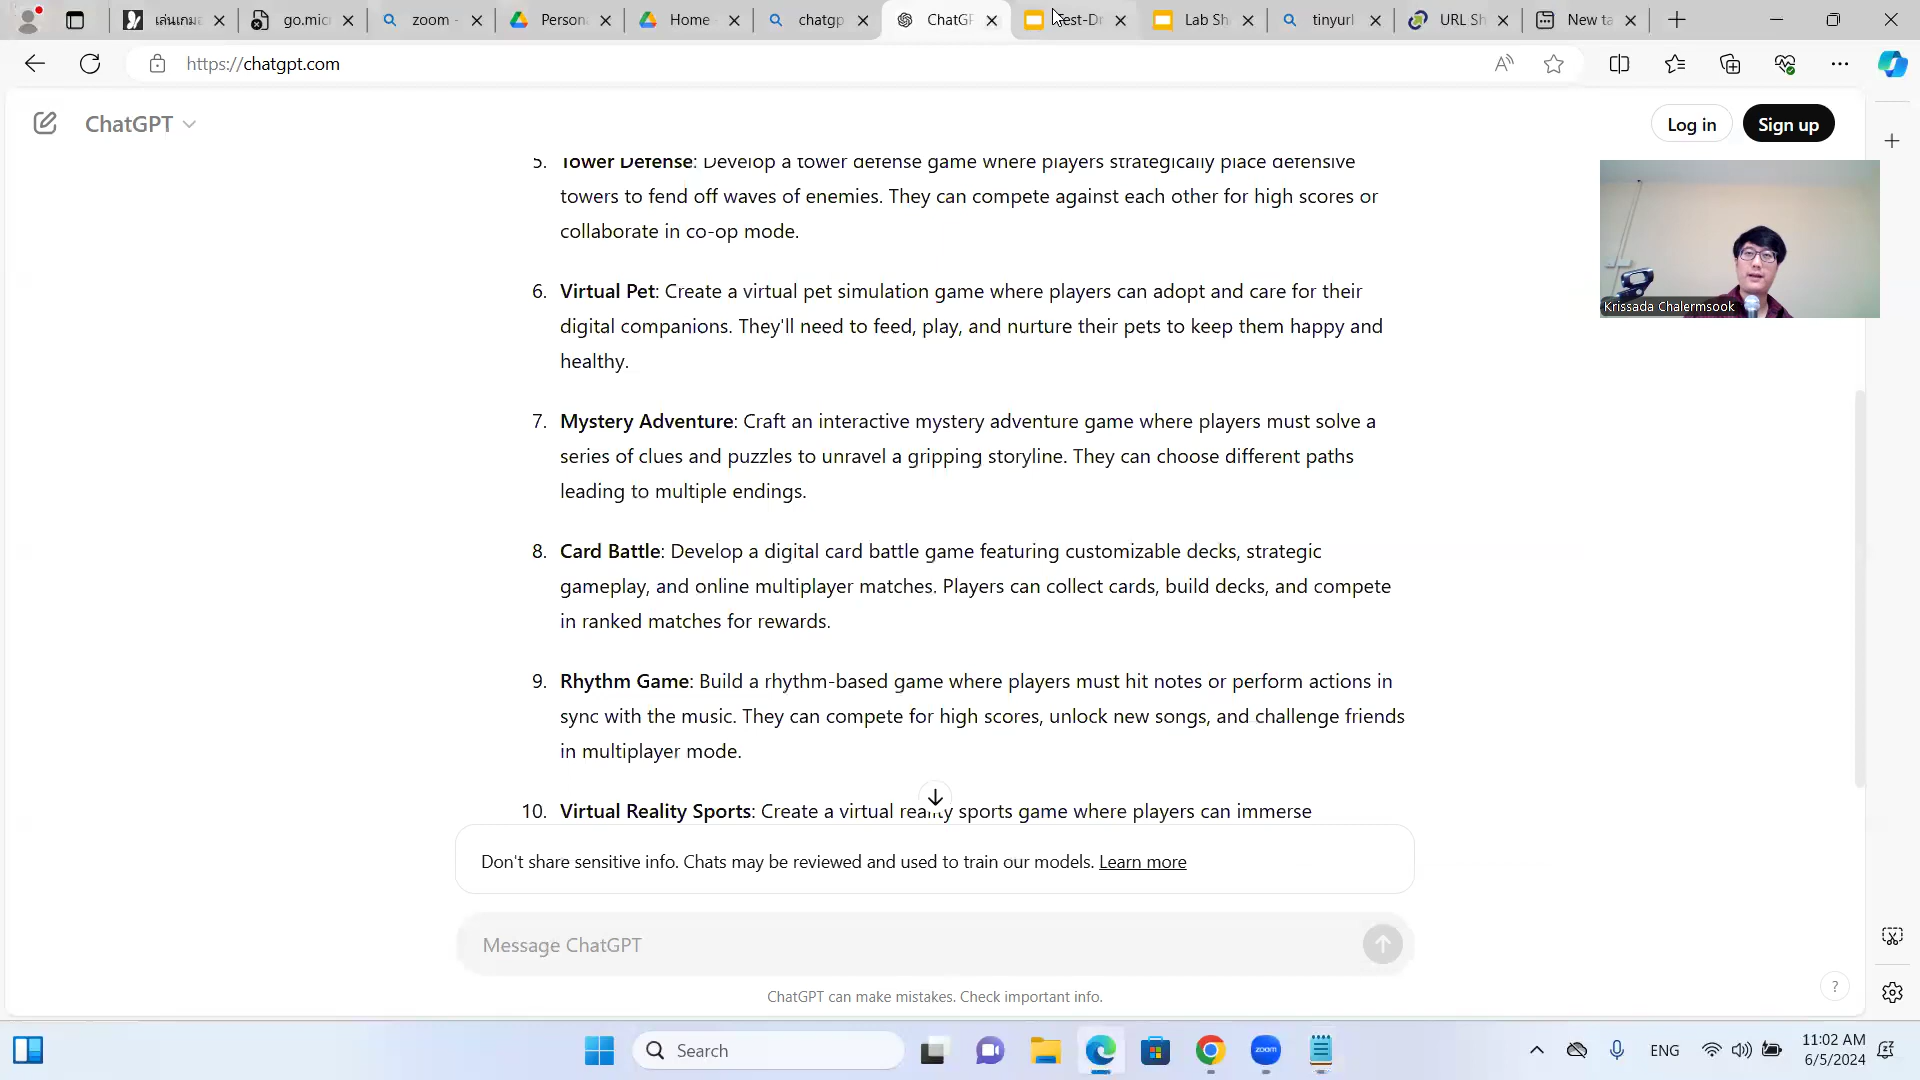 เล่นเกมส
go.mic
zoom -
Person
Home -
chatgp
ChatGP
Test-Dr
Lab Sh
tinyurl
URL Sh
New ta
https://chatgpt.com
ChatGPT
Log in
Sign up
5. Tower Defense: Develop a tower defense game where players strategically place defensive
towers to fend off waves of enemies. They can compete against each other for high scores or
collaborate in co-op mode.
6. Virtual Pet: Create a virtual pet simulation game where players can adopt and care for their
digital companions. They'll need to feed, play, and nurture their pets to keep them happy and
healthy.
7. Mystery Adventure: Craft an interactive mystery adventure game where players must solve a
series of clues and puzzles to unravel a gripping storyline. They can choose different paths
leading to multiple endings.
8. Card Battle: Develop a digital card battle game featuring customizable decks, strategic
gameplay, and online multiplayer matches. Players can collect cards, build decks, and compete
in ranked matches for rewards.
9. Rhythm Game: Build a rhythm-based game where players must hit notes or perform actions in
sync with the music. They can compete for high scores, unlock new songs, and challenge friends
in multiplayer mode.
10. Virtual Reality Sports: Create a virtual reality sports game where players can immerse
Krissada Chalermsook
Don't share sensitive info. Chats may be reviewed and used to train our models. Learn more
Message ChatGPT
ChatGPT can make mistakes. Check important info.
?
Search
zoom
ENG
11:02 AM
6/5/2024